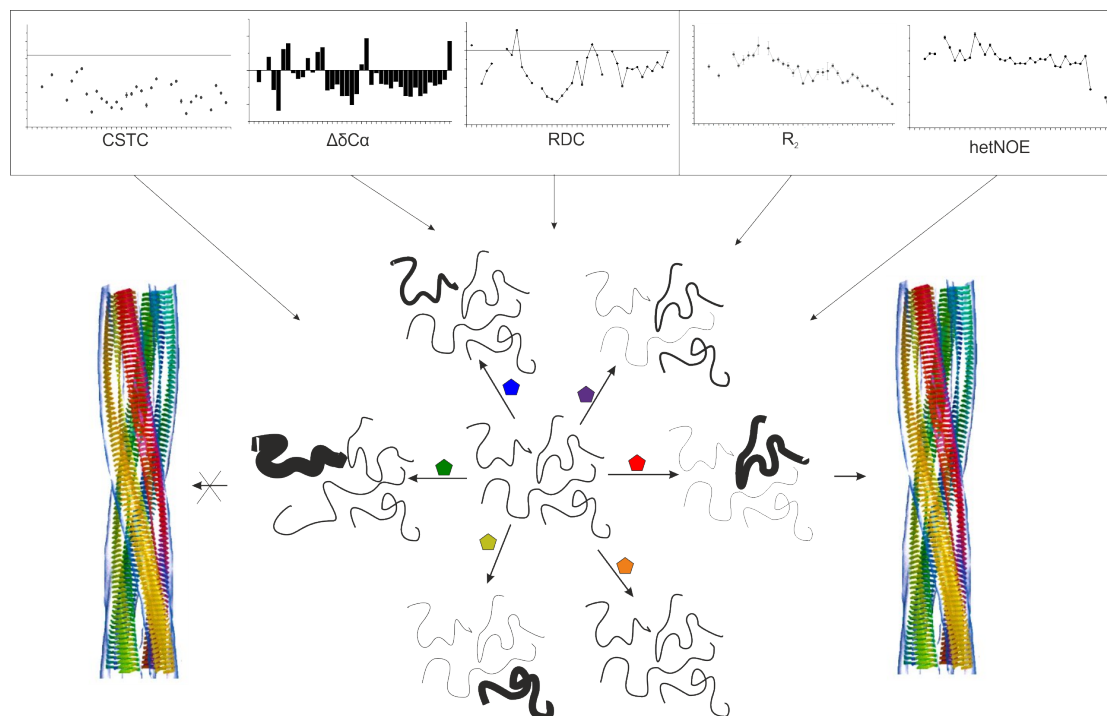 CSTC
ΔδCα
RDC
R₂
hetNOE